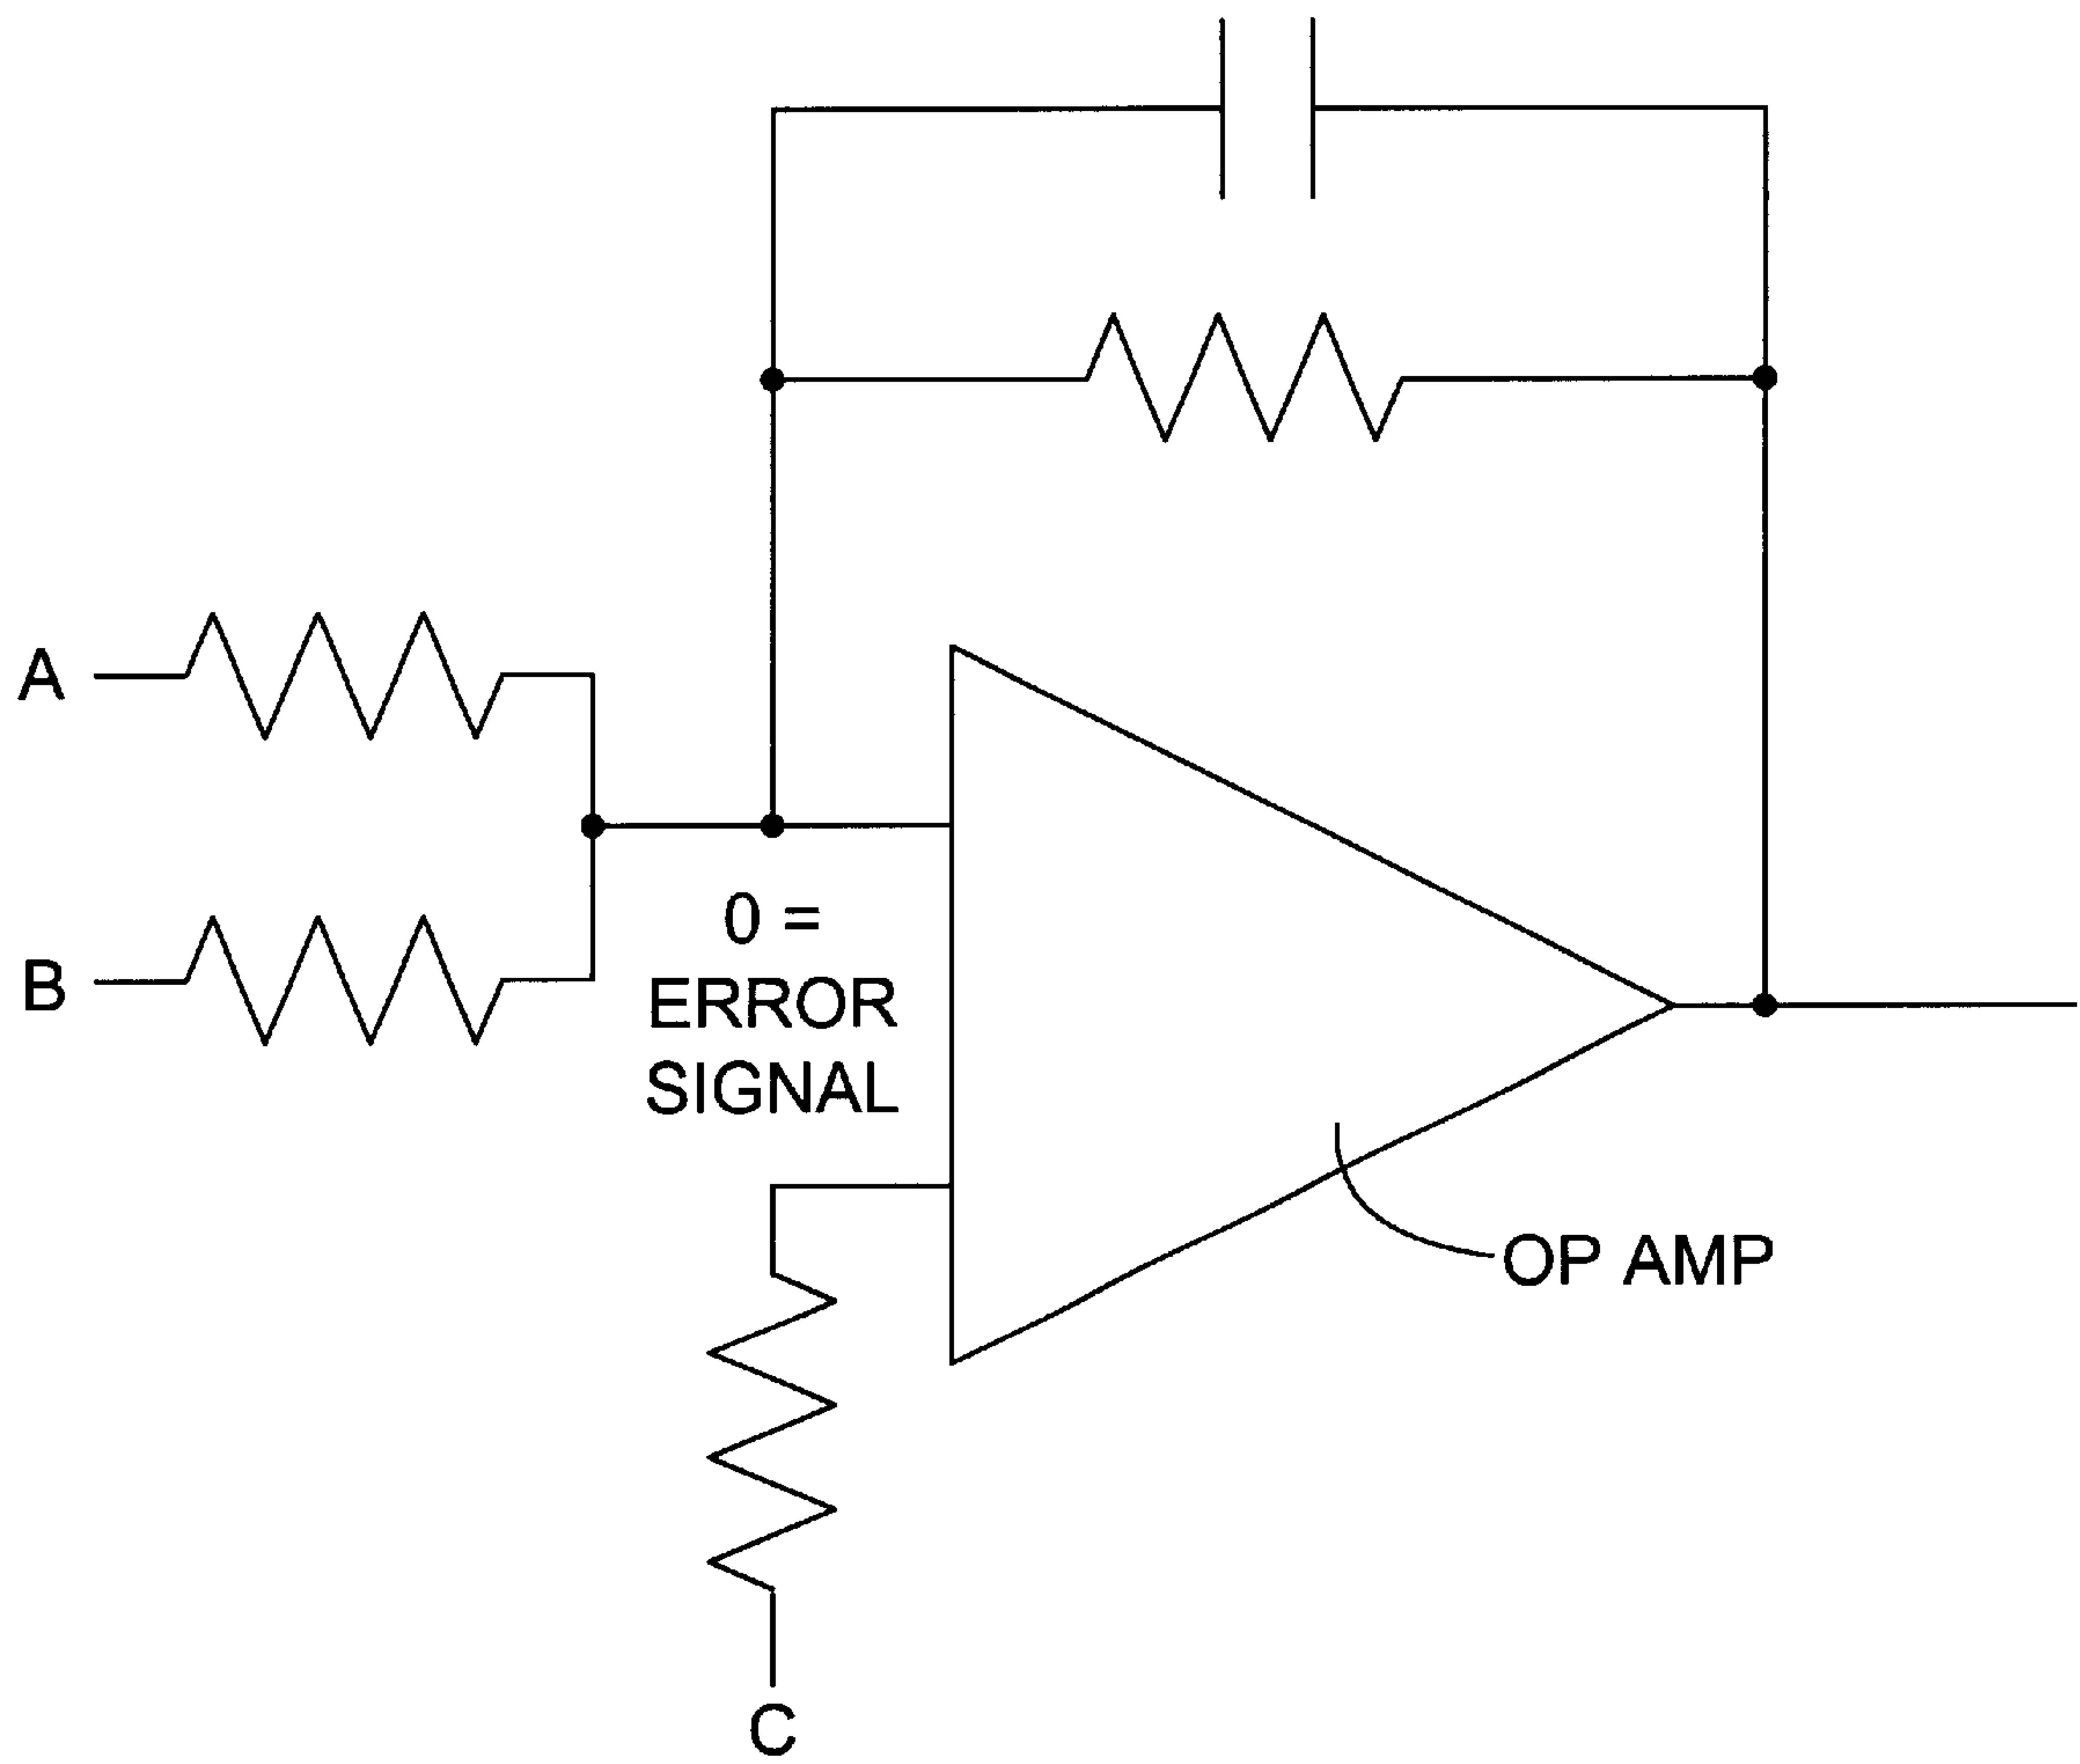 A
B
0 =
ERROR
SIGNAL
OP AMP
C